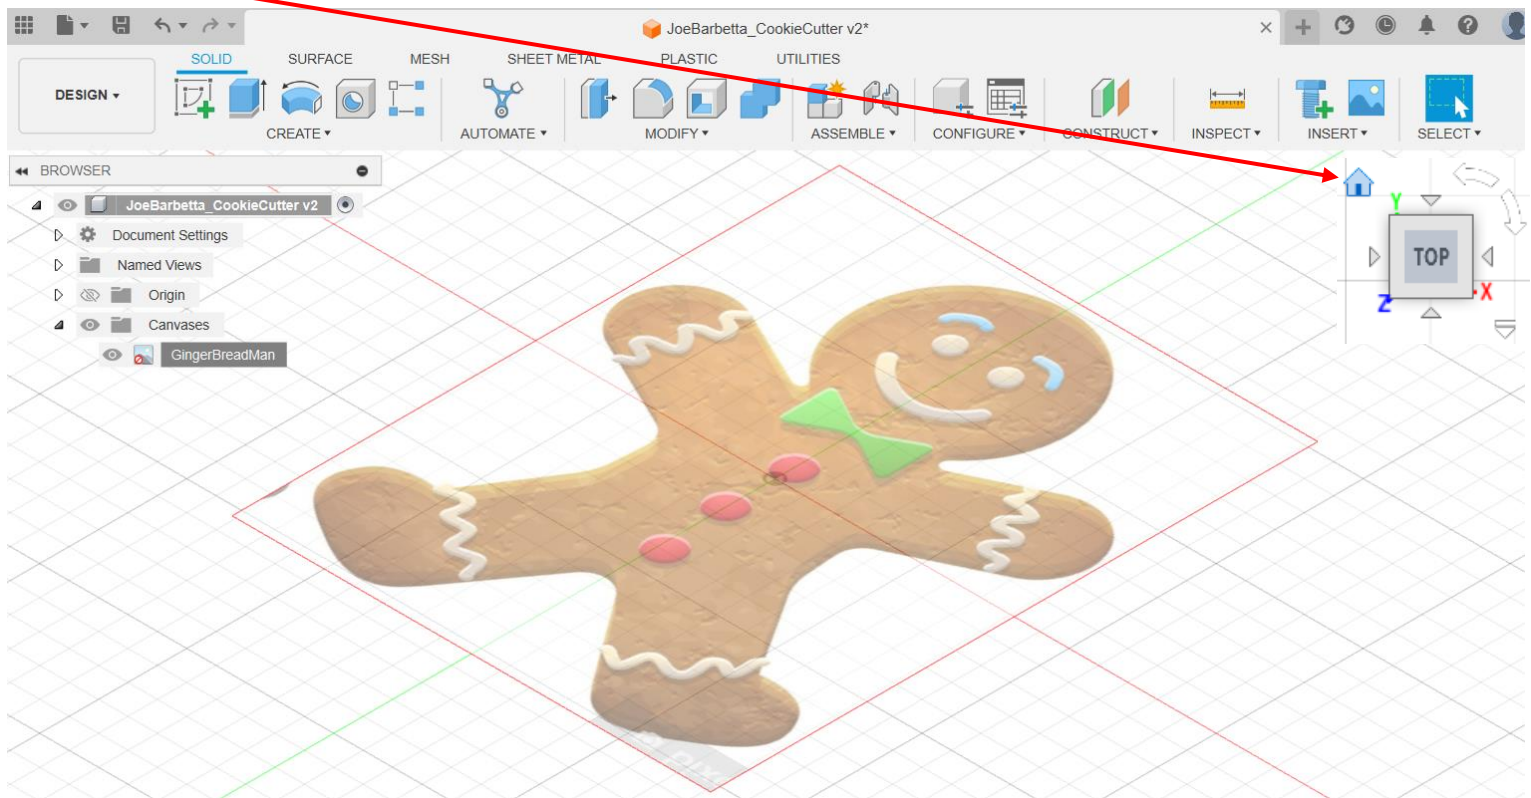 JoeBarbetta_CookieCutter v2*
SOLID SURFACE MESH SHEET METAL PLASTIC UTILITIES
DESIGN
CREATE AUTOMATE MODIFY ASSEMBLE CONFIGURE CONSTRUCT INSPECT INSERT SELECT
BROWSER
JoeBarbetta_CookieCutter v2
Document Settings
Named Views
Origin
Canvases
GingerBreadMan
Y
TOP
X
Z